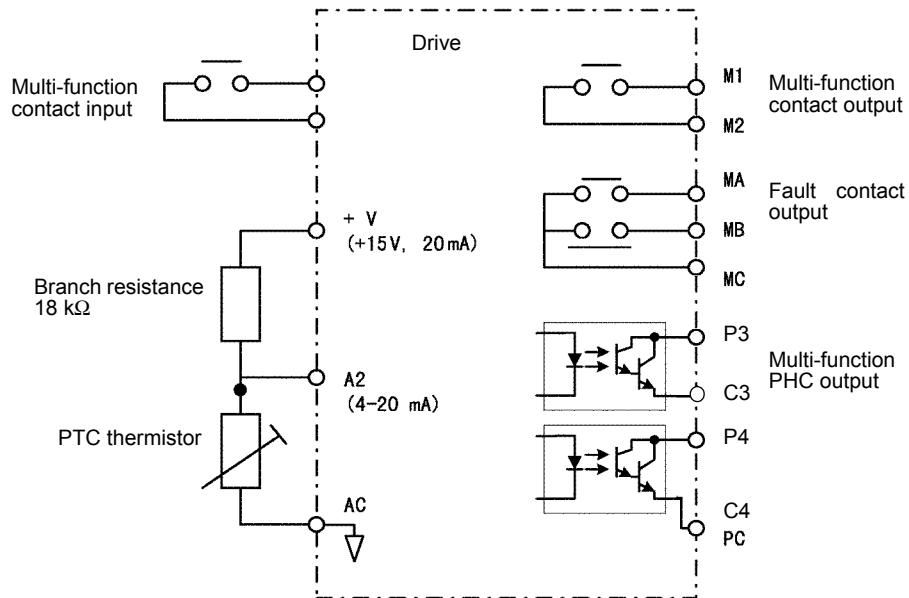 Drive
Multi-function
contact input
M1
M2
Multi-function
contact output
MA
MB
MC
Fault contact
output
+ V
(+15V, 20mA)
Branch resistance
18 kΩ
A2
(4-20 mA)
PTC thermistor
AC
P3
C3
Multi-function
PHC output
P4
C4
PC